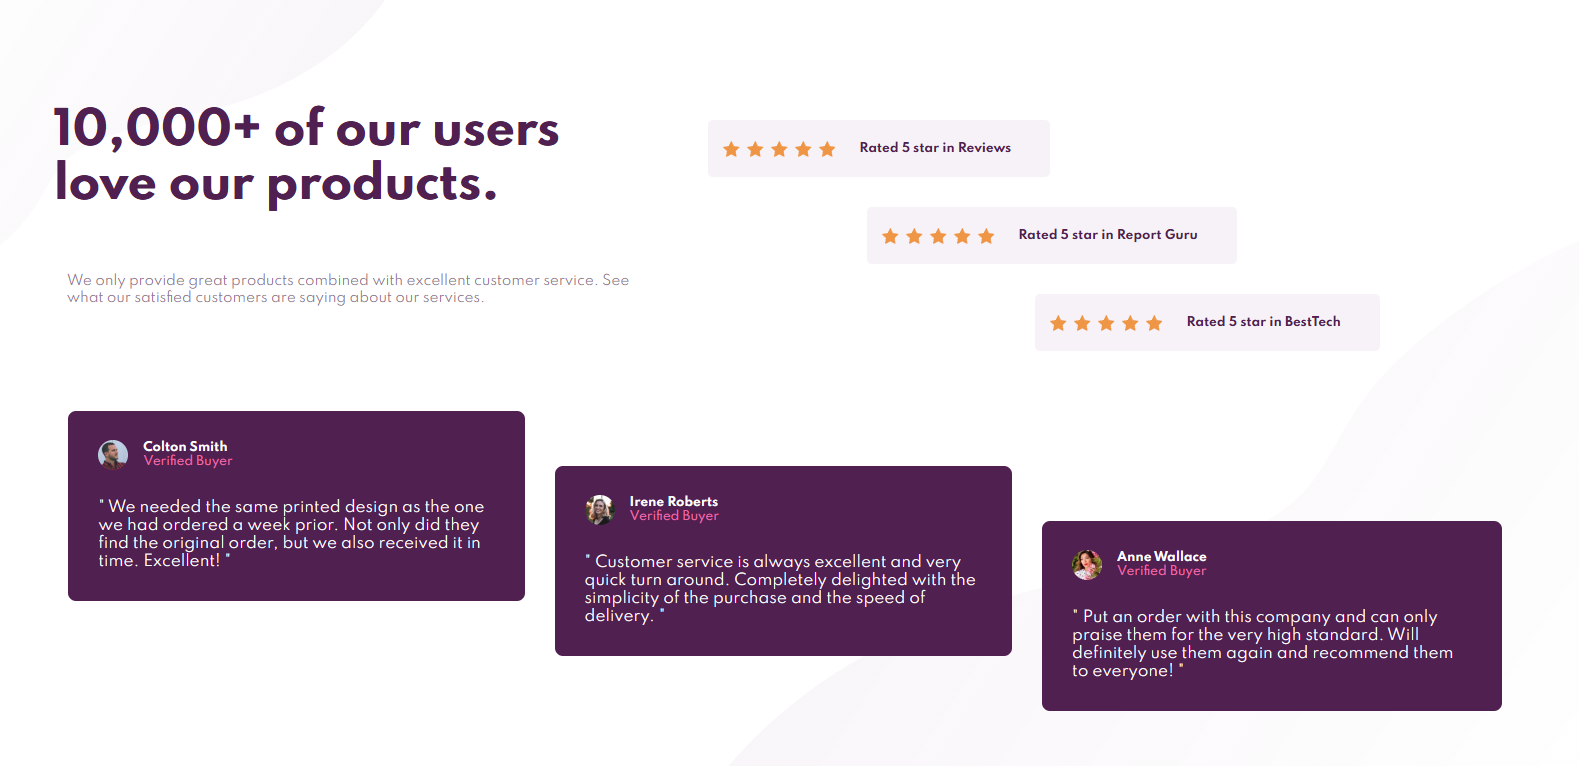 10,000+ of our users
love our products.
We only provide great products combined with excellent customer service. See
what our satisfied customers are saying about our services.
Rated 5 star in Reviews
Rated 5 star in Report Guru
Rated 5 star in BestTech
Colton Smith
Verified Buyer
" We needed the same printed design as the one
we had ordered a week prior. Not only did they
find the original order, but we also received it in
time. Excellent! "
Irene Roberts
Verified Buyer
" Customer service is always excellent and very
quick turn around. Completely delighted with the
simplicity of the purchase and the speed of
delivery. "
Anne Wallace
Verified Buyer
" Put an order with this company and can only
praise them for the very high standard. Will
definitely use them again and recommend them
to everyone! "